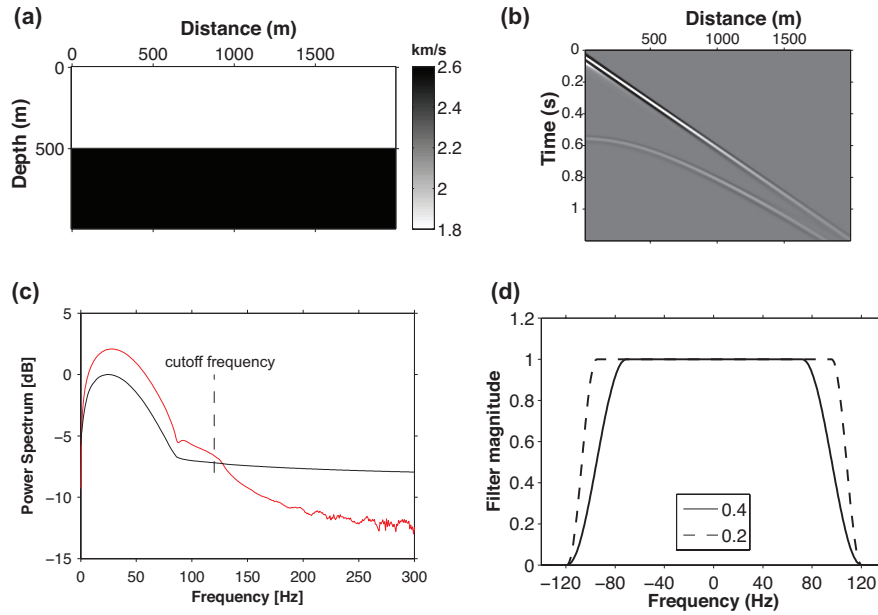 (a)
Distance (m)
0 500 1000 1500
km/s
0
500
Depth (m)
2.6
2.4
2.2
2
1.8
(b)
Distance (m)
500 1000 1500
0
0.2
0.4
0.6
0.8
1
Time (s)
(c)
5
0
−5
−10
−15
Power Spectrum [dB]
cutoff frequency
0 50 100 150 200 250 300
Frequency [Hz]
(d)
1.2
1
0.8
0.6
0.4
0.2
0
Filter magnitude
0.4
0.2
−120 −80 −40 0 40 80 120
Frequency (Hz)